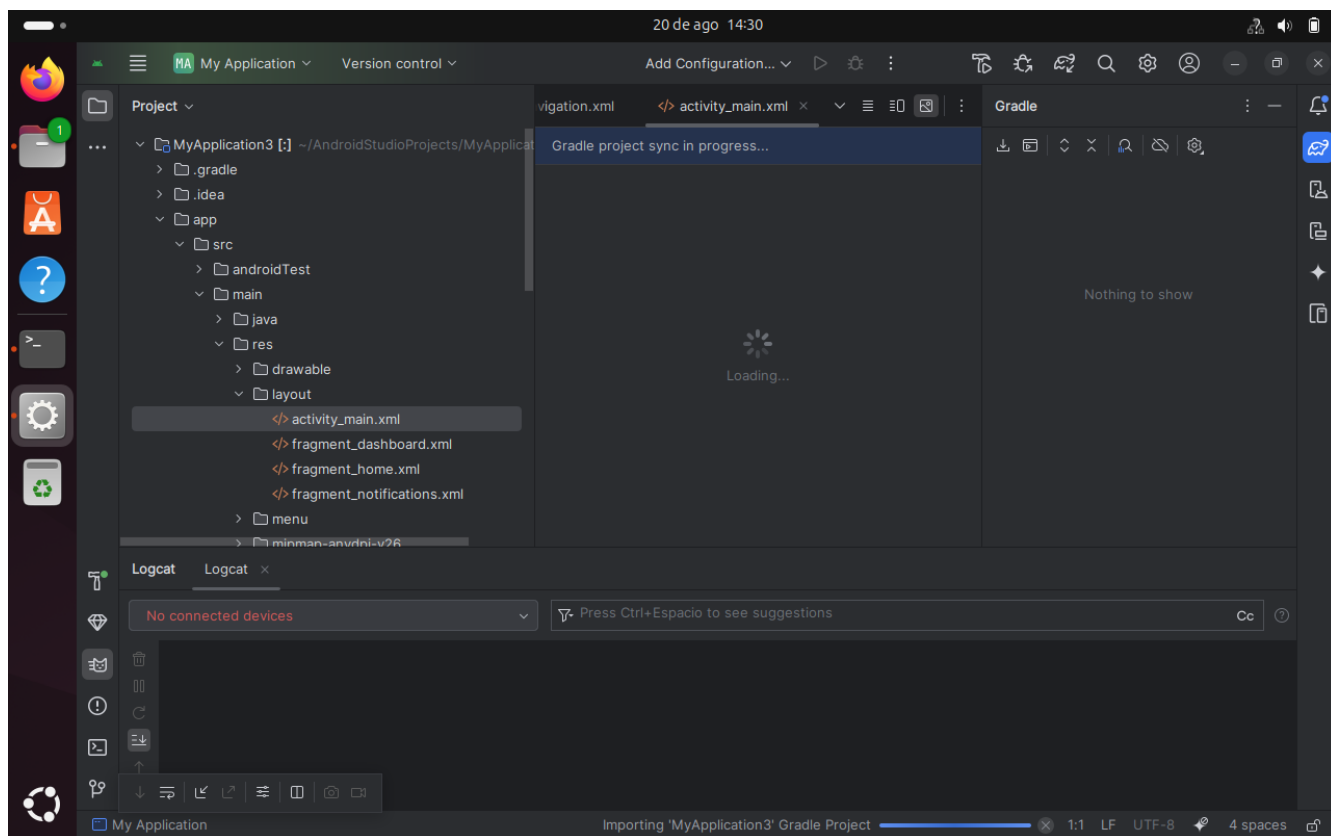 20 de ago 14:30
MA My Application Version control Add Configuration...
Project
vigation.xml </> activity_main.xml
Gradle
MyApplication3 [:] ~/AndroidStudioProjects/MyApplicat
Gradle project sync in progress...
1
.gradle
.idea
app
src
androidTest
main
Nothing to show
java
res
drawable
Loading...
layout
</> activity_main.xml
</> fragment_dashboard.xml
</> fragment_home.xml
</> fragment_notifications.xml
menu
mipmap-anydpi-v26
Logcat Logcat
No connected devices
Press Ctrl+Espacio to see suggestions
Cc
My Application
Importing 'MyApplication3' Gradle Project
1:1 LF UTF-8 4 spaces